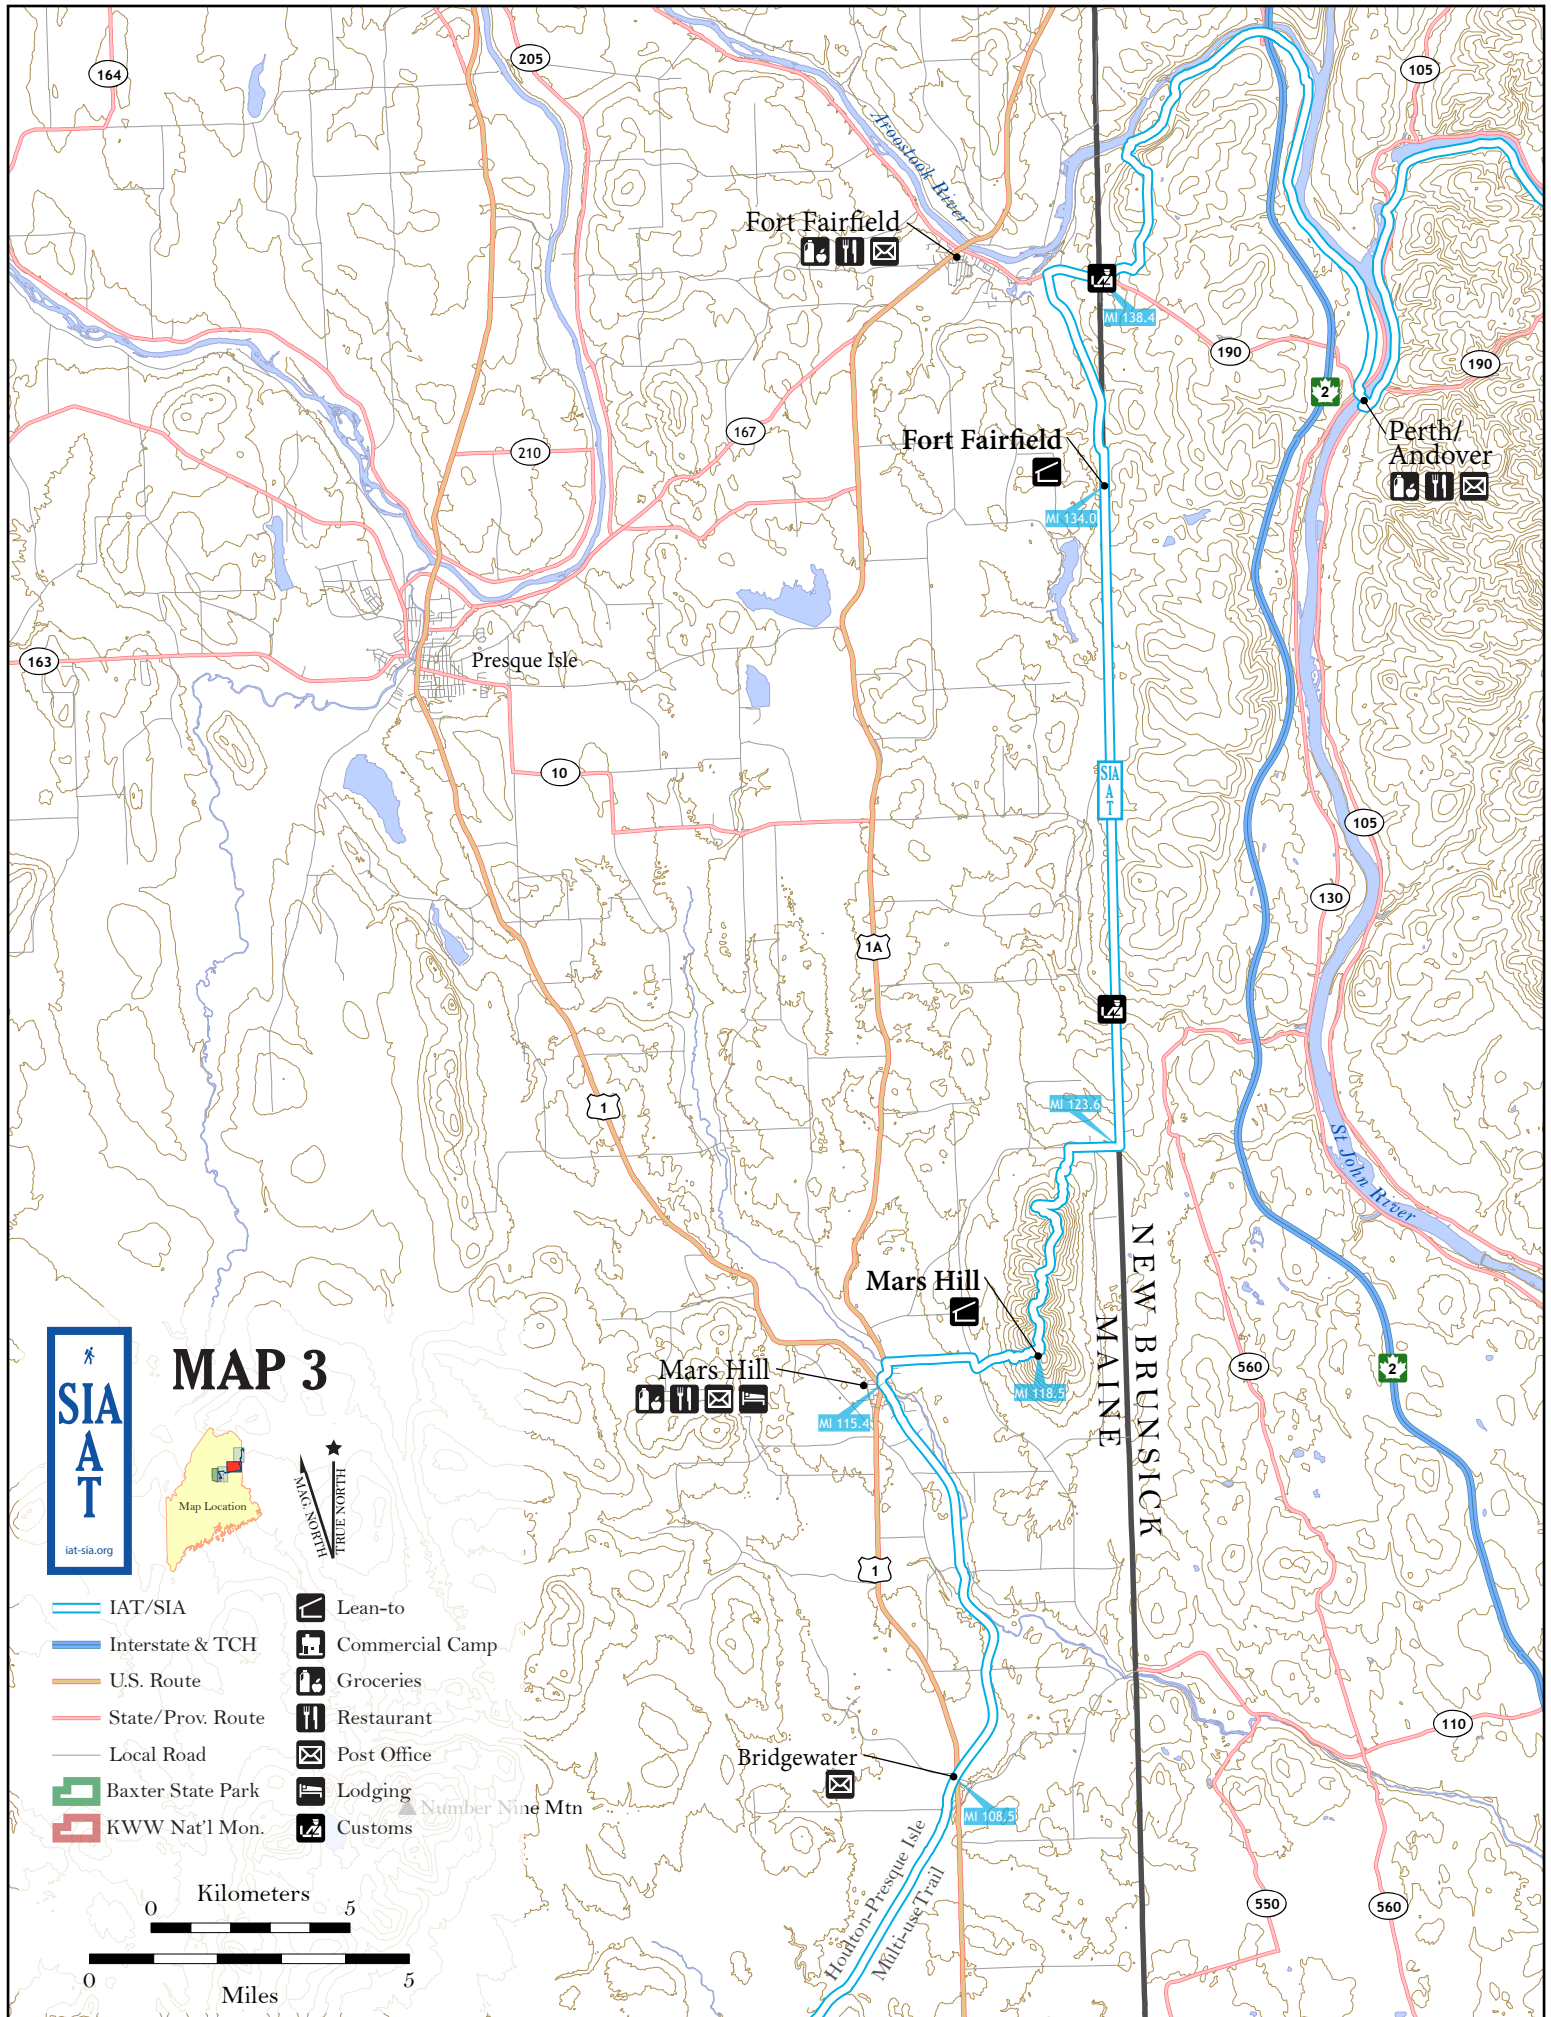 164
205
105
Aroostook River
Fort Fairfield
MI 138.4
190
190
2
167
Perth/
Andover
Fort Fairfield
210
MI 134.0
163
Presque Isle
10
SIA
A
T
105
130
1A
1
MI 123.6
St John River
NEW BRUNSICK
MAINE
Mars Hill
Mars Hill
MI 118.5
MI 115.4
560
2
1
Bridgewater
MI 108.5
110
550
560
Houlton-Presque Isle
Multi-use Trail
SIA
A
T
iat-sia.org
MAP 3
Map Location
MAG. NORTH
TRUE NORTH
IAT/SIA
Interstate & TCH
U.S. Route
State/Prov. Route
Local Road
Baxter State Park
KWW Nat'l Mon.
Lean-to
Commercial Camp
Groceries
Restaurant
Post Office
Lodging
Customs
Number Nine Mtn
Kilometers
0 5
0 5
Miles